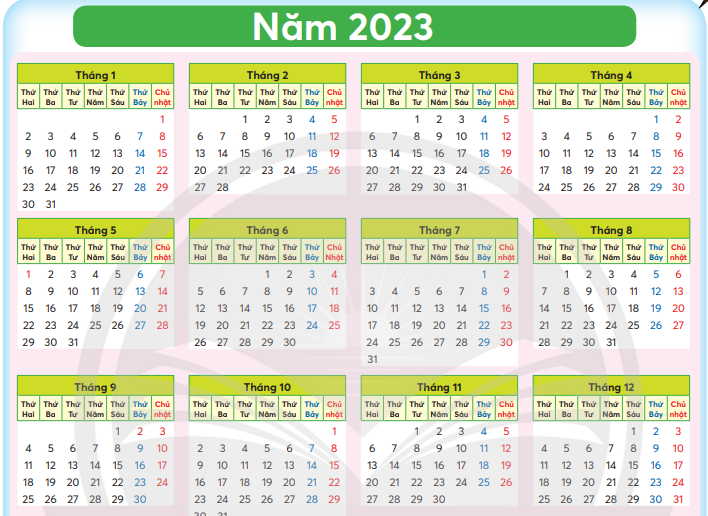 Năm 2023
Tháng 1
Thứ Thứ Thứ Thứ Thứ Thứ Chủ
Hai Ba Tư Năm Sáu Bảy nhật
1
2 3 4 5 6 7 8
9 10 11 12 13 14 15
16 17 18 19 20 21 22
23 24 25 26 27 28 29
30 31
Tháng 2
Thứ Thứ Thứ Thứ Thứ Thứ Chủ
Hai Ba Tư Năm Sáu Bảy nhật
1 2 3 4 5
6 7 8 9 10 11 12
13 14 15 16 17 18 19
20 21 22 23 24 25 26
27 28
Tháng 3
Thứ Thứ Thứ Thứ Thứ Thứ Chủ
Hai Ba Tư Năm Sáu Bảy nhật
1 2 3 4 5
6 7 8 9 10 11 12
13 14 15 16 17 18 19
20 21 22 23 24 25 26
27 28 29 30 31
Tháng 4
Thứ Thứ Thứ Thứ Thứ Thứ Chủ
Hai Ba Tư Năm Sáu Bảy nhật
1 2
3 4 5 6 7 8 9
10 11 12 13 14 15 16
17 18 19 20 21 22 23
24 25 26 27 28 29 30
Tháng 5
Thứ Thứ Thứ Thứ Thứ Thứ Chủ
Hai Ba Tư Năm Sáu Bảy nhật
1 2 3 4 5 6 7
8 9 10 11 12 13 14
15 16 17 18 19 20 21
22 23 24 25 26 27 28
29 30 31
Tháng 6
Thứ Thứ Thứ Thứ Thứ Thứ Chủ
Hai Ba Tư Năm Sáu Bảy Nhật
1 2 3 4
5 6 7 8 9 10 11
12 13 14 15 16 17 18
19 20 21 22 23 24 25
26 27 28 29 30
Tháng 7
Thứ Thứ Thứ Thứ Thứ Thứ Chủ
Hai Ba Tư Năm Sáu Bảy nhật
1 2
3 4 5 6 7 8 9
10 11 12 13 14 15 16
17 18 19 20 21 22 23
24 25 26 27 28 29 30
31
Tháng 8
Thứ Thứ Thứ Thứ Thứ Thứ Chủ
Hai Ba Tư Năm Sáu Bảy nhật
1 2 3 4 5 6
7 8 9 10 11 12 13
14 15 16 17 18 19 20
21 22 23 24 25 26 27
28 29 30 31
Tháng 9
Thứ Thứ Thứ Thứ Thứ Thứ Chủ
Hai Ba Tư Năm Sáu Bảy nhật
1 2 3
4 5 6 7 8 9 10
11 12 13 14 15 16 17
18 19 20 21 22 23 24
25 26 27 28 29 30
Tháng 10
Thứ Thứ Thứ Thứ Thứ Thứ Chủ
Hai Ba Tư Năm Sáu Bảy nhật
1
2 3 4 5 6 7 8
9 10 11 12 13 14 15
16 17 18 19 20 21 22
23 24 25 26 27 28 29
30 31
Tháng 11
Thứ Thứ Thứ Thứ Thứ Thứ Chủ
Hai Ba Tư Năm Sáu Bảy nhật
1 2 3 4 5
6 7 8 9 10 11 12
13 14 15 16 17 18 19
20 21 22 23 24 25 26
27 28 29 30
Tháng 12
Thứ Thứ Thứ Thứ Thứ Thứ Chủ
Hai Ba Tư Năm Sáu Bảy nhật
1 2 3
4 5 6 7 8 9 10
11 12 13 14 15 16 17
18 19 20 21 22 23 24
25 26 27 28 29 30 31